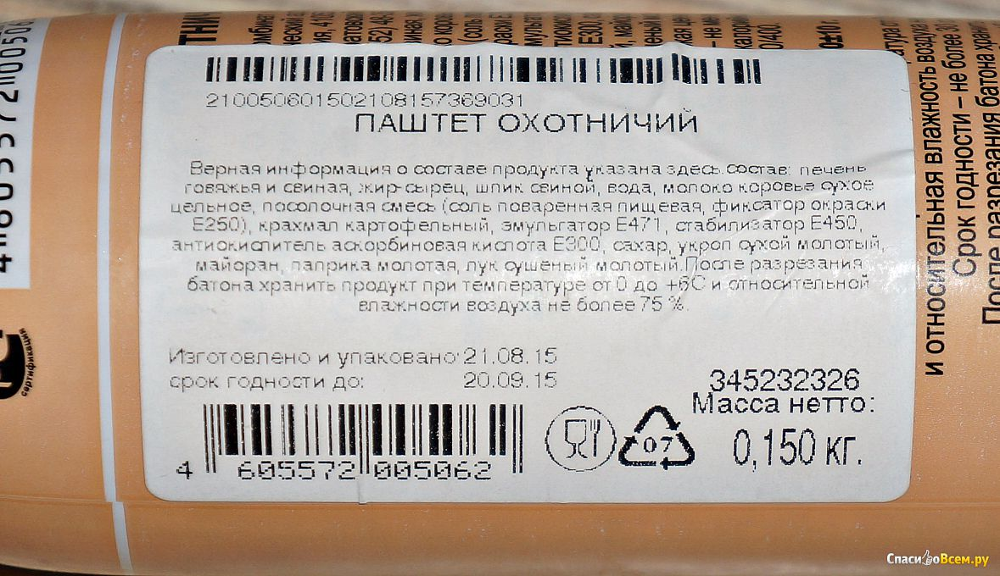 210050601502108157369031
ПАШТЕТ ОХОТНИЧИЙ
Верная информация о составе продукта указана здесь.состав: печень
говяжья и свиная, жир-сырец, шпик свиной, вода, молоко коровье сухое
цельное, посолочная смесь (соль поваренная пищевая, фиксатор окраски
Е250), крахмал картофельный, эмульгатор Е471, стабилизатор Е450,
антиокислитель аскорбиновая кислота Е300, сахар, укроп сухой молотый,
майоран, паприка молотая, лук сушеный молотый.После разрезания
батона хранить продукт при температуре от 0 до +6С и относительной
влажности воздуха не более 75 %.
Изготовлено и упаковано: 21.08.15
срок годности до: 20.09.15
345232326
Масса нетто:
0,150 кг.
4 605572 005062
07
и относительная влажность воздуха
Срок годности – не более 30
После разрезания батона хранить
сертификация
СпасибоВсем.ру